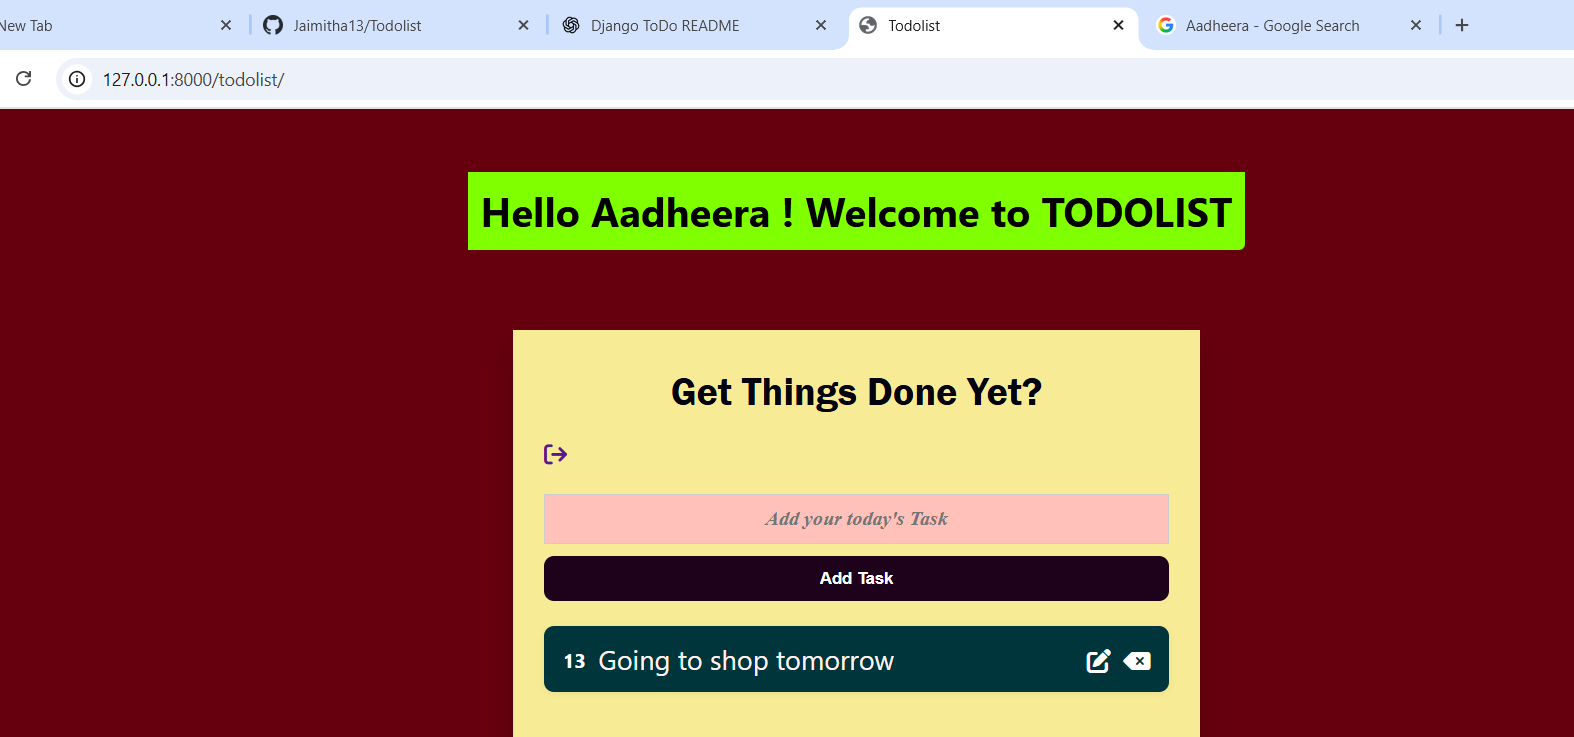 New Tab
Jaimitha13/Todolist
Django ToDo README
Todolist
Aadheera - Google Search
127.0.0.1:8000/todolist/
Hello Aadheera ! Welcome to TODOLIST
Get Things Done Yet?
Add your today's Task
Add Task
13 Going to shop tomorrow